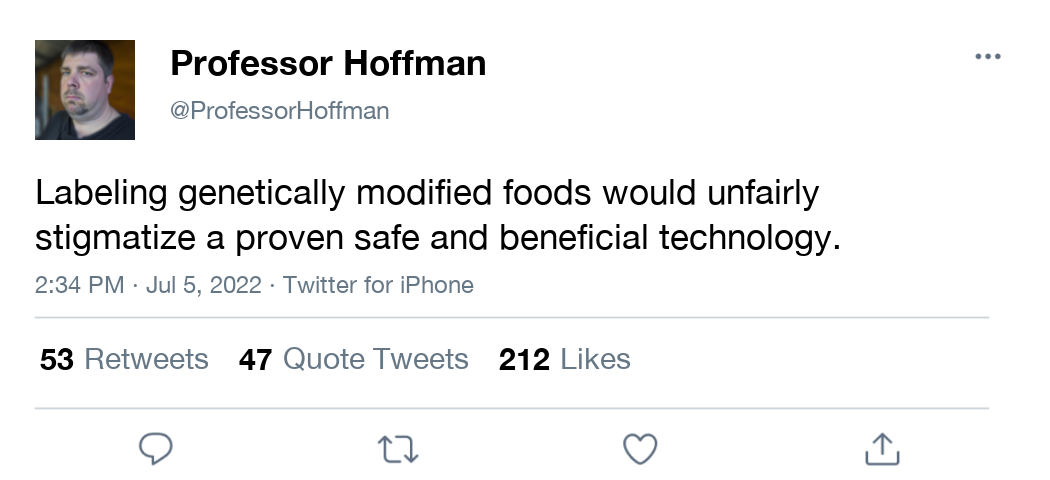 Professor Hoffman
@ProfessorHoffman
Labeling genetically modified foods would unfairly
stigmatize a proven safe and beneficial technology.
2:34 PM · Jul 5, 2022 · Twitter for iPhone
53 Retweets 47 Quote Tweets 212 Likes